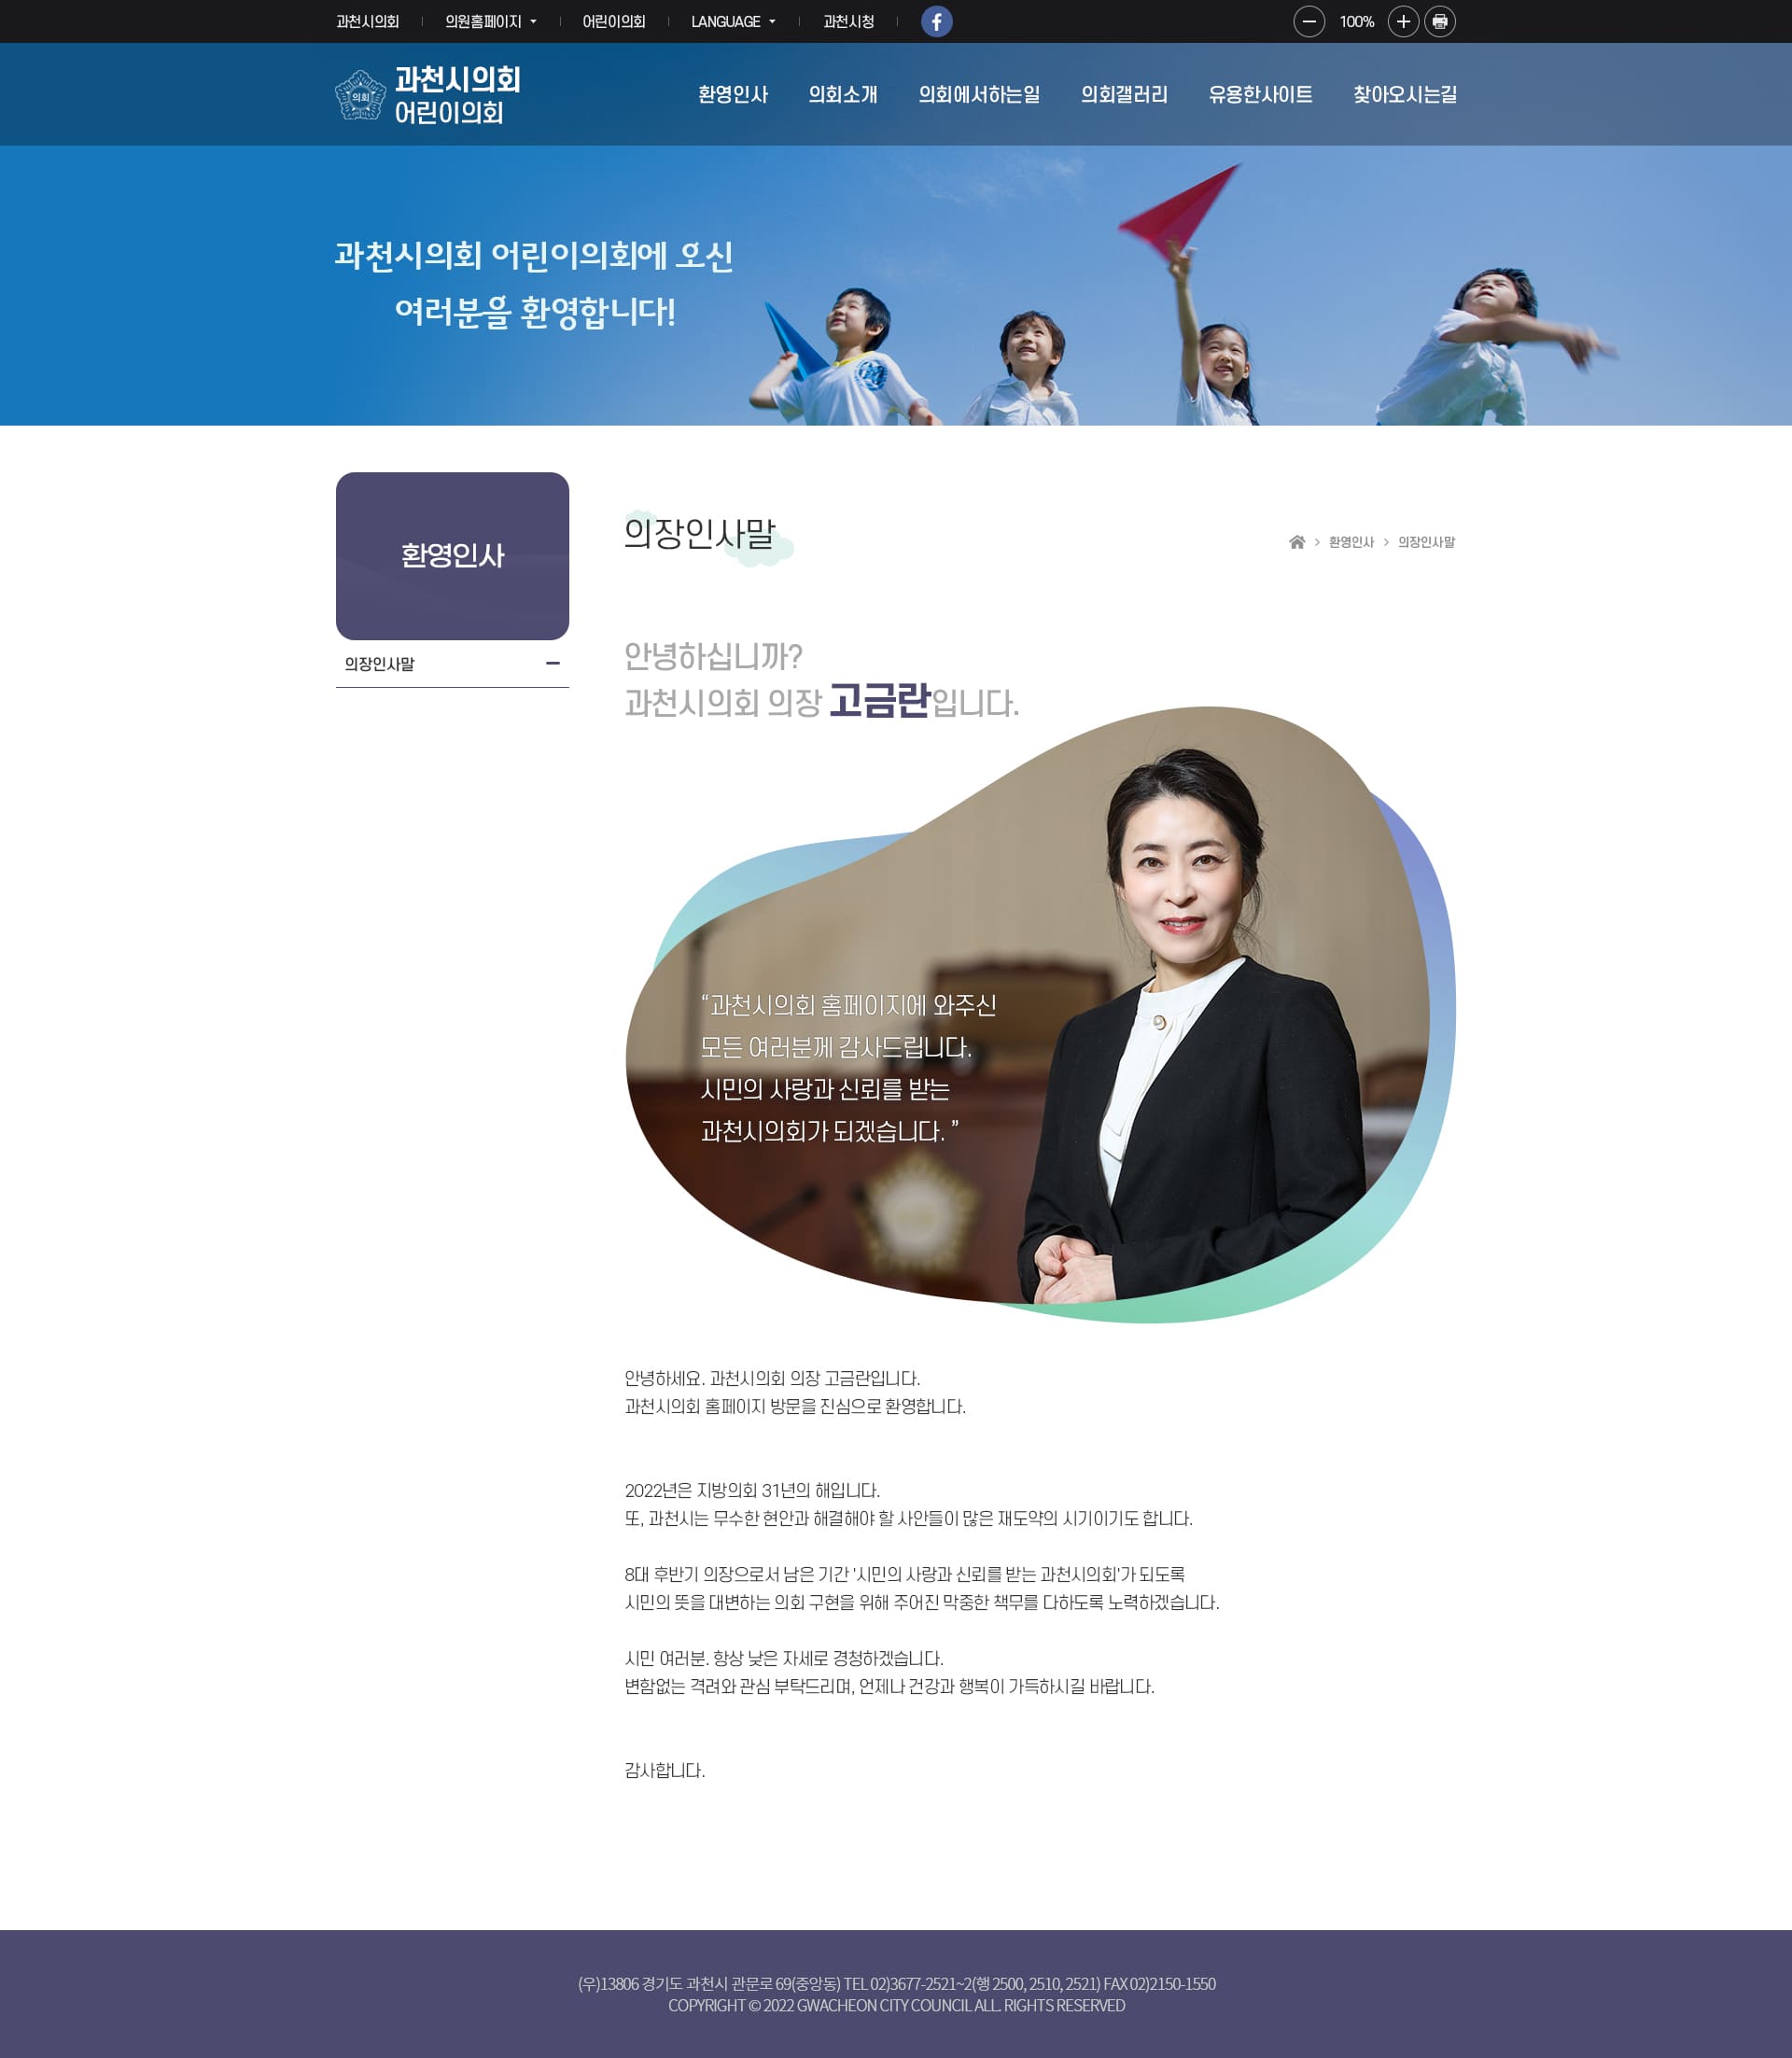 과천시의회
의원홈페이지
어린이의회
LANGUAGE
과천시청
f
100%
의회
과천시의회
어린이의회
환영인사
의회소개
의회에서하는일
의회갤러리
유용한사이트
찾아오시는길
과천시의회 어린이의회에 오신
여러분을 환영합니다!
환영인사
의장인사말
의장인사말
환영인사 > 의장인사말
안녕하십니까?
과천시의회 의장 고금란입니다.
“과천시의회 홈페이지에 와주신
모든 여러분께 감사드립니다.
시민의 사랑과 신뢰를 받는
과천시의회가 되겠습니다. ”
안녕하세요. 과천시의회 의장 고금란입니다.
과천시의회 홈페이지 방문을 진심으로 환영합니다.
2022년은 지방의회 31년의 해입니다.
또, 과천시는 무수한 현안과 해결해야 할 사안들이 많은 재도약의 시기이기도 합니다.
8대 후반기 의장으로서 남은 기간 '시민의 사랑과 신뢰를 받는 과천시의회'가 되도록
시민의 뜻을 대변하는 의회 구현을 위해 주어진 막중한 책무를 다하도록 노력하겠습니다.
시민 여러분. 항상 낮은 자세로 경청하겠습니다.
변함없는 격려와 관심 부탁드리며, 언제나 건강과 행복이 가득하시길 바랍니다.
감사합니다.
(우)13806 경기도 과천시 관문로 69(중앙동) TEL 02)3677-2521~2(행 2500, 2510, 2521) FAX 02)2150-1550
COPYRIGHT © 2022 GWACHEON CITY COUNCIL ALL. RIGHTS RESERVED